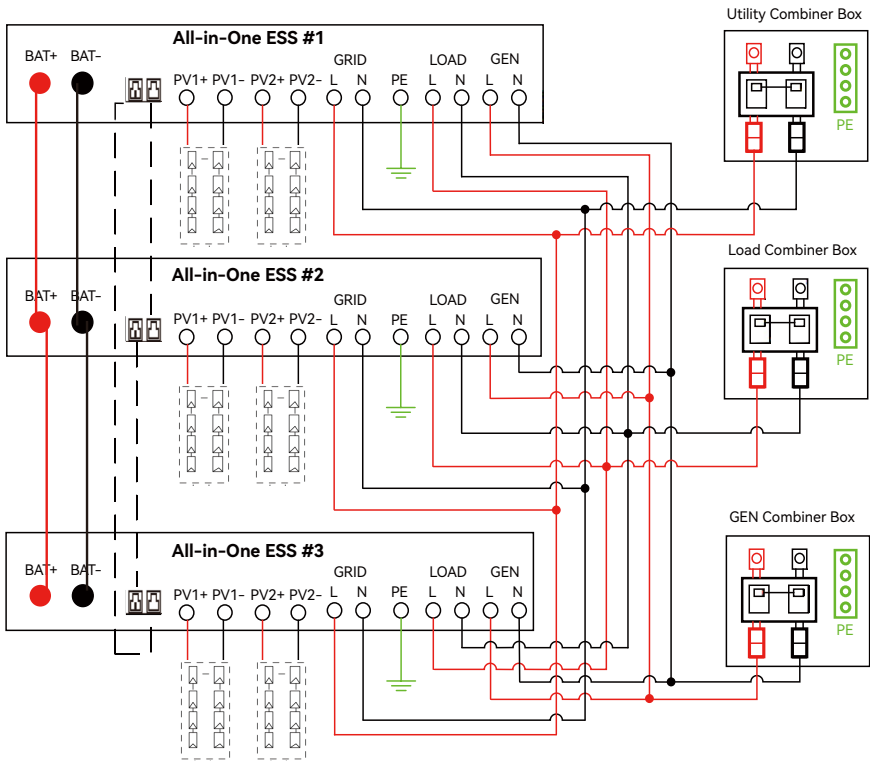 Utility Combiner Box
All-in-One ESS #1
BAT+ BAT-
GRID LOAD GEN
PV1+ PV1- PV2+ PV2- L N PE L N L N
PE
Load Combiner Box
All-in-One ESS #2
BAT+ BAT-
GRID LOAD GEN
PV1+ PV1- PV2+ PV2- L N PE L N L N
PE
GEN Combiner Box
All-in-One ESS #3
BAT+ BAT-
GRID LOAD GEN
PV1+ PV1- PV2+ PV2- L N PE L N L N
PE